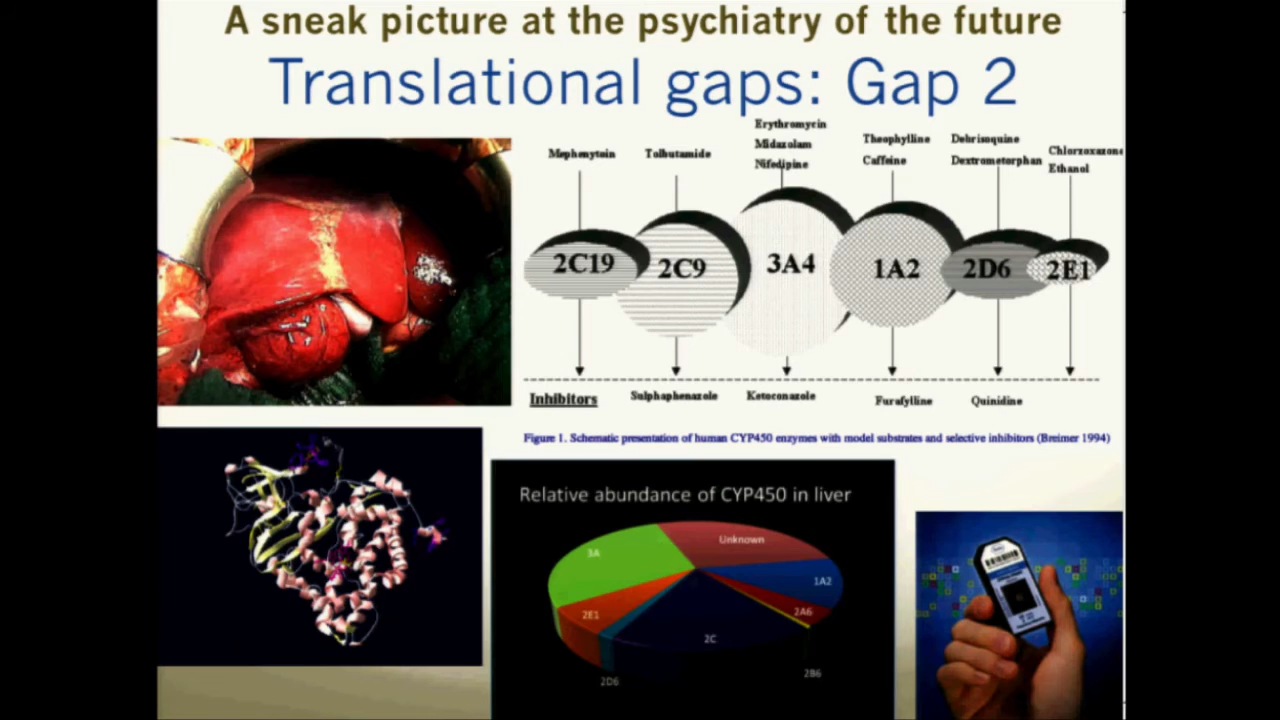 A sneak picture at the psychiatry of the future
Translational gaps: Gap 2
Mephenytoin
Tolbutamide
Erythromycin
Midazolam
Nifedipine
Theophylline
Caffeine
Debrisoquine
Dextrometorphan
Chlorzoxazone
Ethanol
2C19
2C9
3A4
1A2
2D6
2E1
Inhibitors
Sulphaphenazole
Ketoconazole
Furafylline
Quinidine
Figure 1. Schematic presentation of human CYP450 enzymes with model substrates and selective inhibitors (Breimer 1994)
Relative abundance of CYP450 in liver
3A
Unknown
1A2
2A6
2E1
2C
2B6
2D6